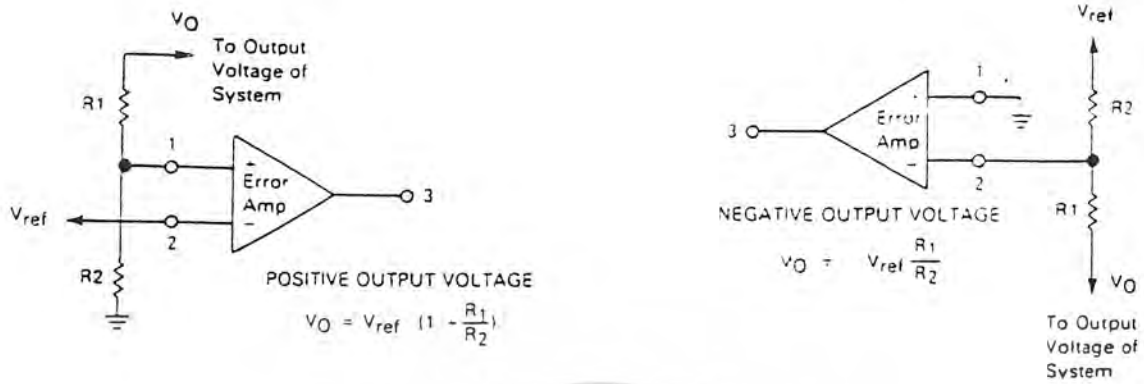 VO
To Output
Voltage of
System
R1
1
+
Error
Amp
−
3
Vref
2
R2
POSITIVE OUTPUT VOLTAGE
VO = Vref (1 - R1/R2)
Vref
1
R2
3
Error
Amp
−
2
R1
NEGATIVE OUTPUT VOLTAGE
VO = Vref R1/R2
VO
To Output
Voltage of
System